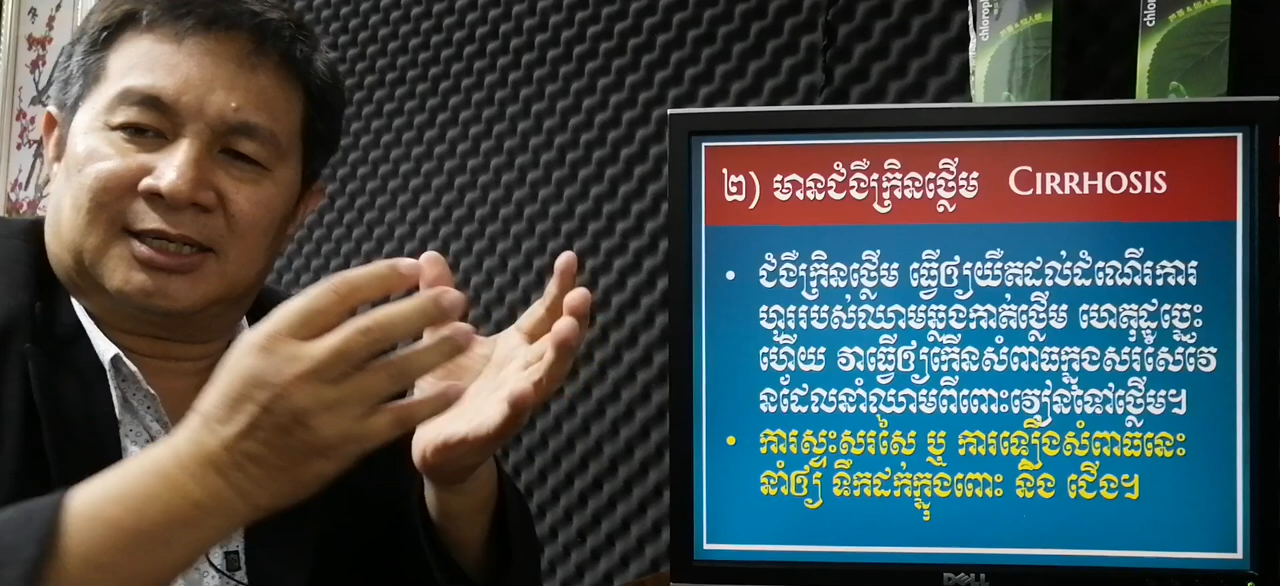 chlorop
chlo
២) មានជំងឺក្រិនថ្លើម CIRRHOSIS
• ជំងឺក្រិនថ្លើម ធ្វើឲ្យយឺតដល់ដំណើរការ
ហូររបស់ឈាមឆ្លងកាត់ថ្លើម ហេតុដូច្នេះ
ហើយ វាធ្វើឲ្យកើនសំពាធក្នុងសរសៃវ៉េ
នដែលនាំឈាមពីពោះវៀនទៅថ្លើម។
• ការស្ទះសរសៃ ឬ ការឡើងសំពាធនេះ
នាំឲ្យ ទឹកដក់ក្នុងពោះ និង ជើង។
DELL